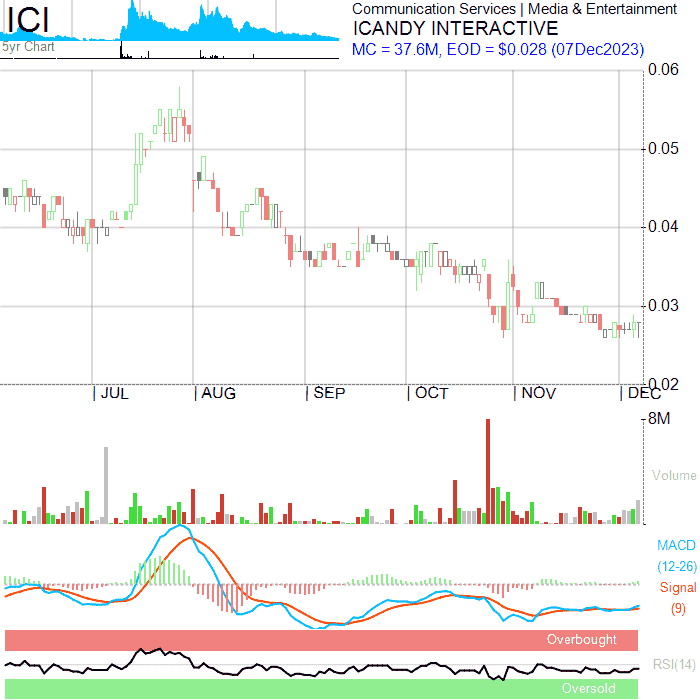 ICI
5yr Chart
Communication Services | Media & Entertainment
ICANDY INTERACTIVE
MC = 37.6M, EOD = $0.028 (07Dec2023)
0.06
0.05
0.04
0.03
0.02
JUL AUG SEP OCT NOV DEC
8M
Volume
MACD
(12-26)
Signal
(9)
Overbought
RSI(14)
Oversold